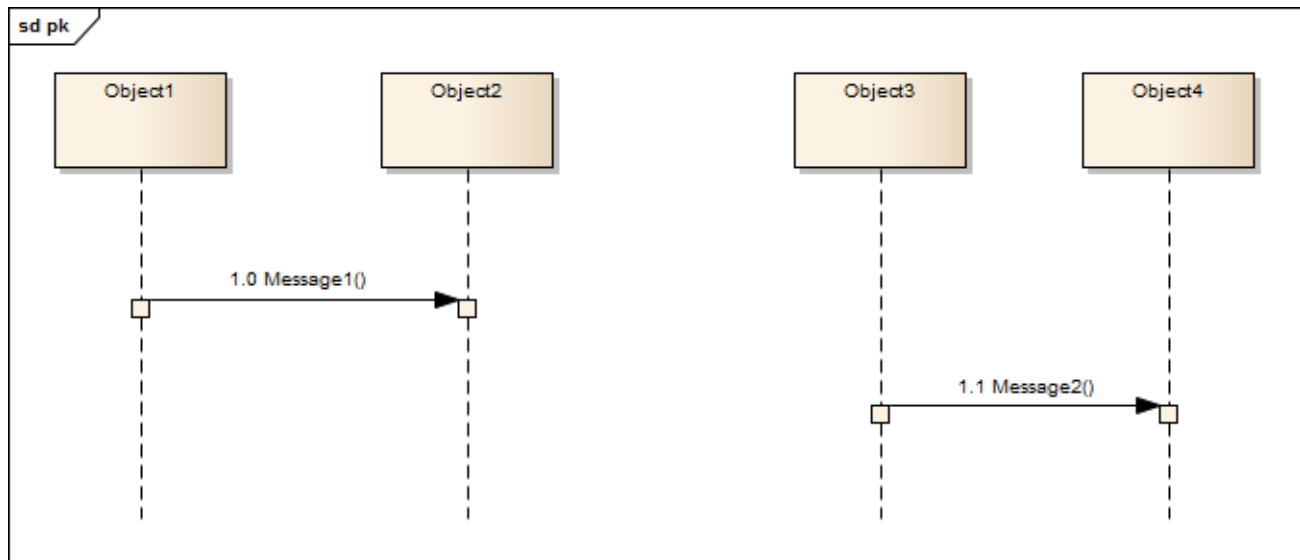 sd pk
Object1
Object2
Object3
Object4
1.0 Message1()
1.1 Message2()